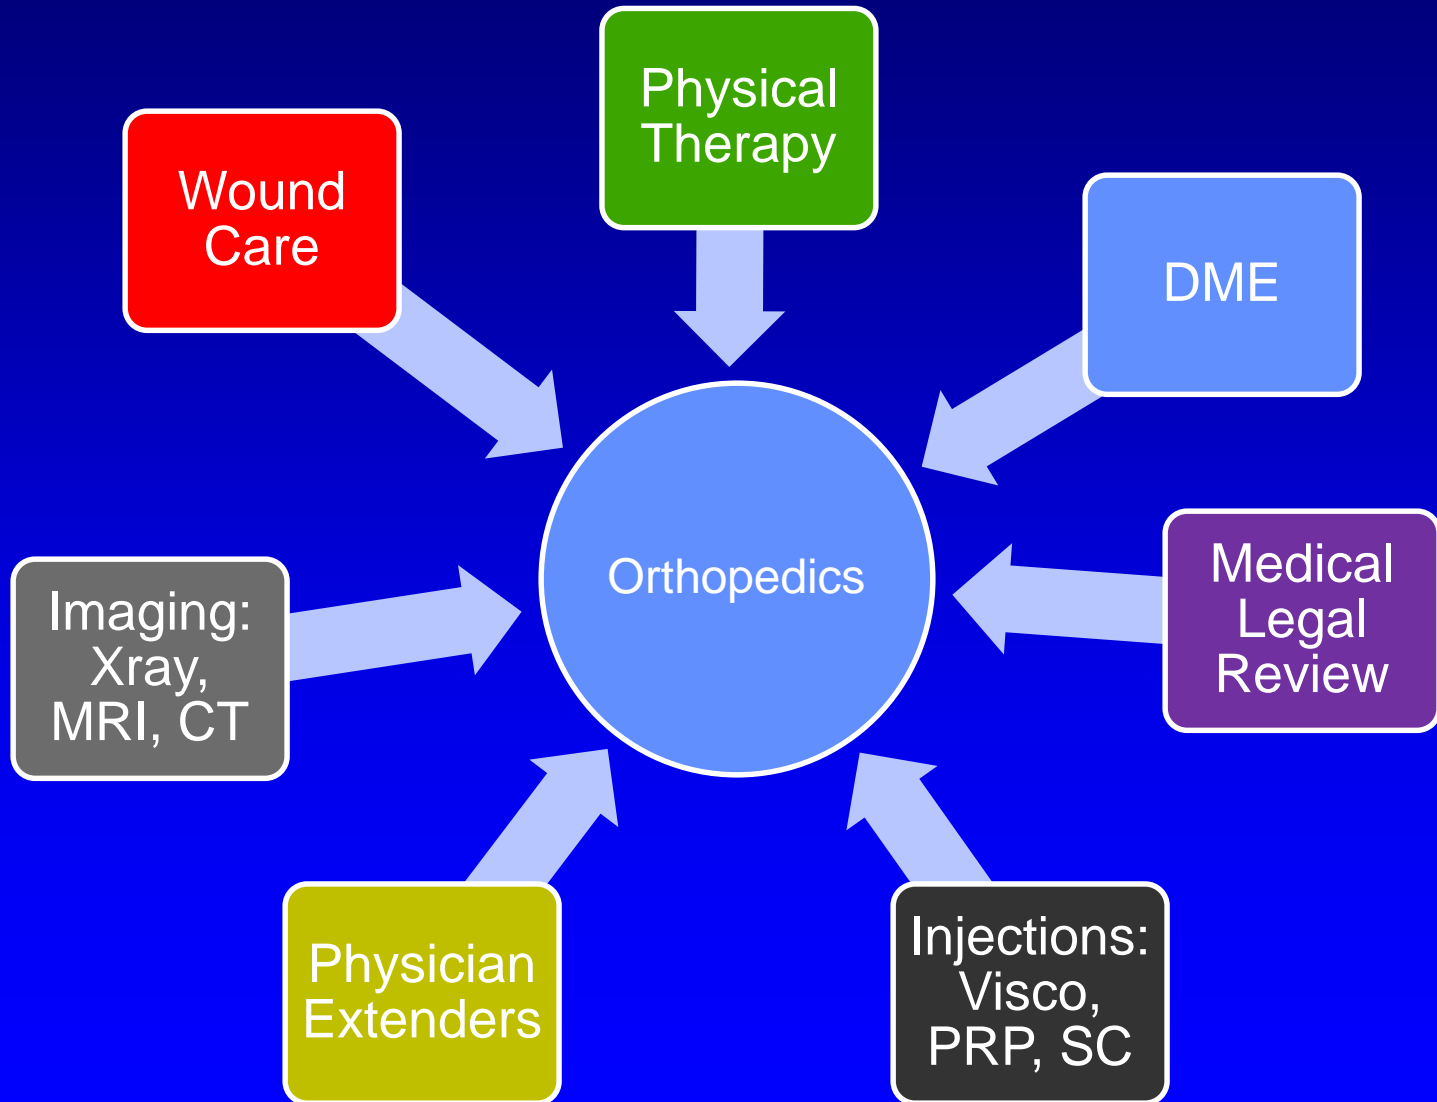 Physical
Therapy
Wound
Care
DME
Orthopedics
Medical
Legal
Review
Imaging:
Xray,
MRI, CT
Physician
Extenders
Injections:
Visco,
PRP, SC